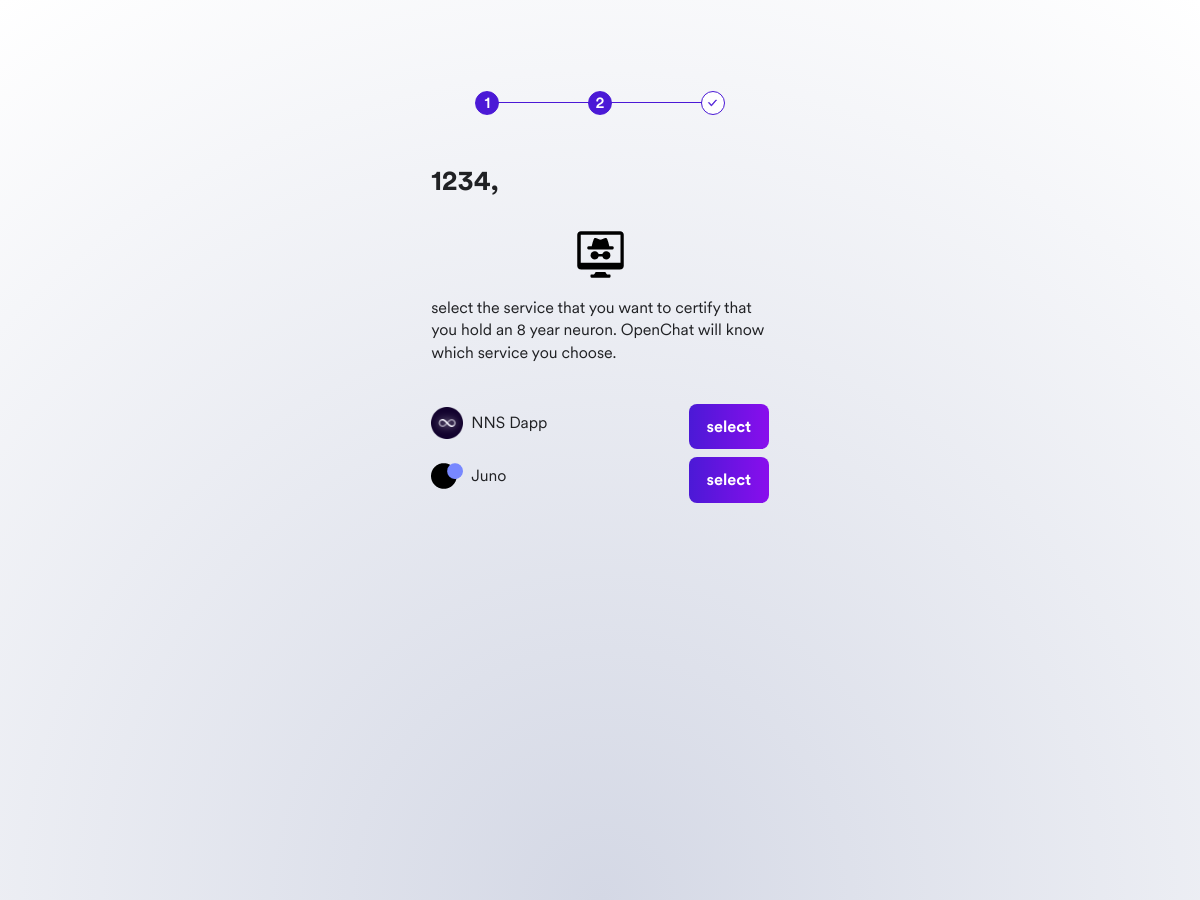 1 2
1234,
select the service that you want to certify that
you hold an 8 year neuron. OpenChat will know
which service you choose.
NNS Dapp select
Juno select